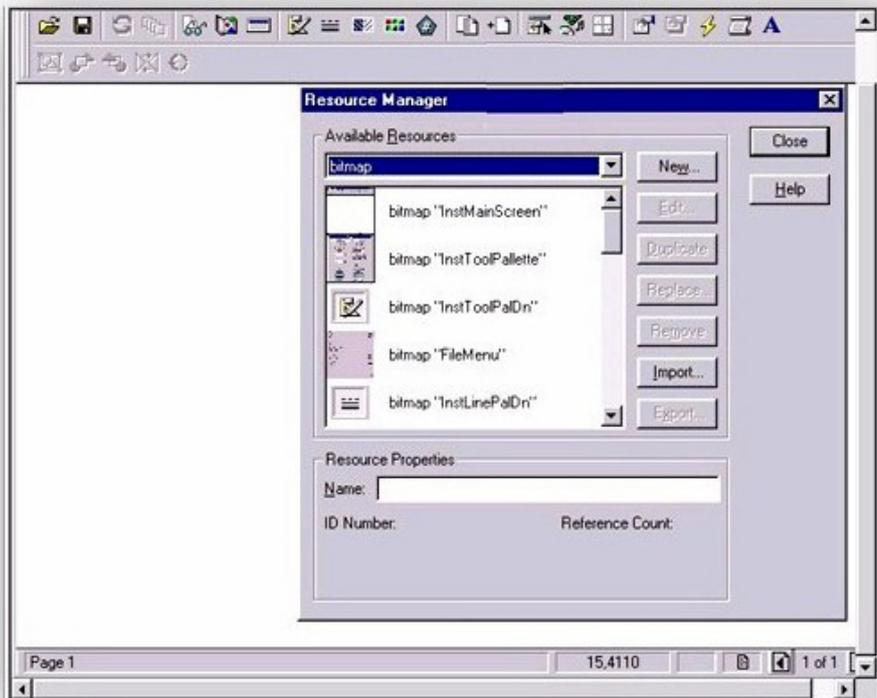 A
Resource Manager
Available Resources
Close
bitmap
New...
Help
bitmap "InstMainScreen"
Edit...
bitmap "InstToolPallette"
Duplicate
bitmap "InstToolPalDn"
Replace...
Remove
bitmap "FileMenu"
Import...
bitmap "InstLinePalDn"
Export...
Resource Properties
Name:
ID Number: Reference Count:
Page 1 15,4110 1 of 1